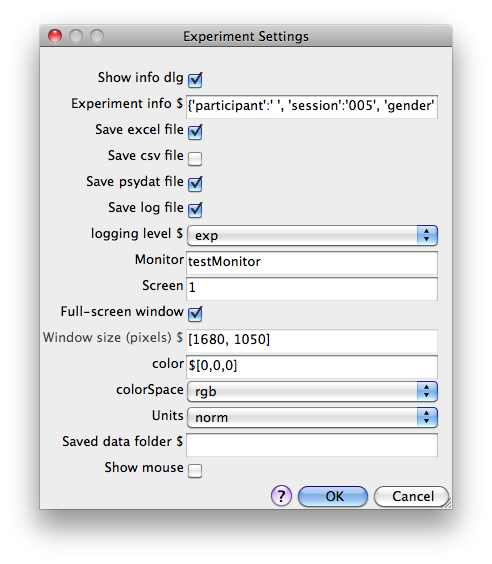 Experiment Settings
Show info dlg
Experiment info $ {'participant':' ', 'session':'005', 'gender'
Save excel file
Save csv file
Save psydat file
Save log file
logging level $ exp
Monitor testMonitor
Screen 1
Full-screen window
Window size (pixels) $ [1680, 1050]
color $[0,0,0]
colorSpace rgb
Units norm
Saved data folder $
Show mouse
? OK Cancel